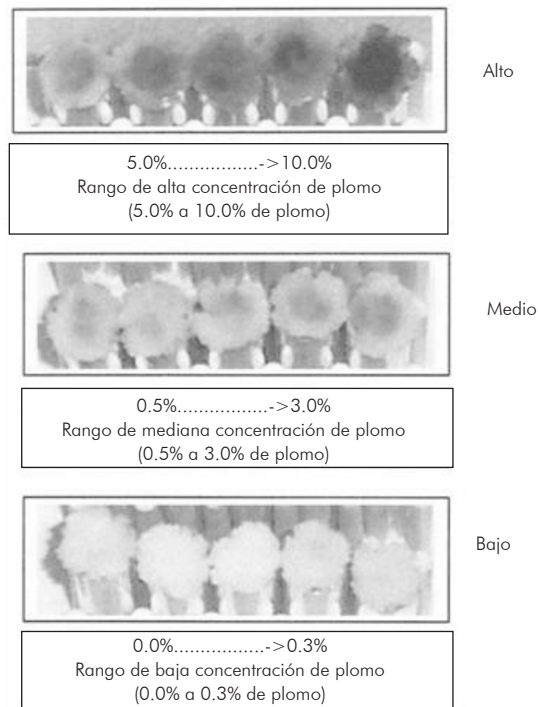 Alto
5.0%.................->10.0%
Rango de alta concentración de plomo
(5.0% a 10.0% de plomo)
Medio
0.5%.................->3.0%
Rango de mediana concentración de plomo
(0.5% a 3.0% de plomo)
Bajo
0.0%.................->0.3%
Rango de baja concentración de plomo
(0.0% a 0.3% de plomo)